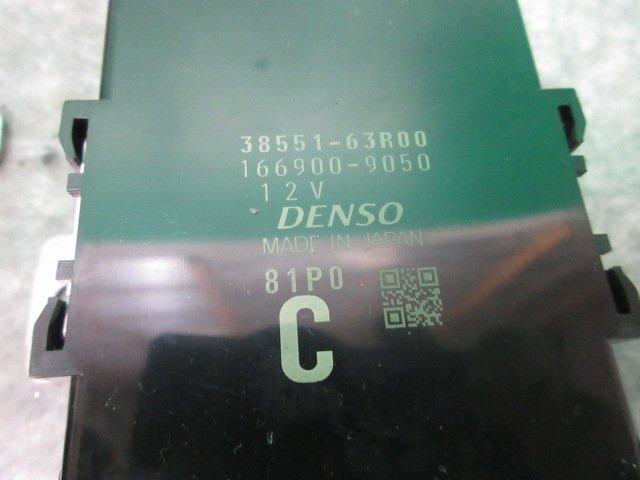 38551-63R00
166900-9050
12V
DENSO
MADE IN JAPAN
81P0
C